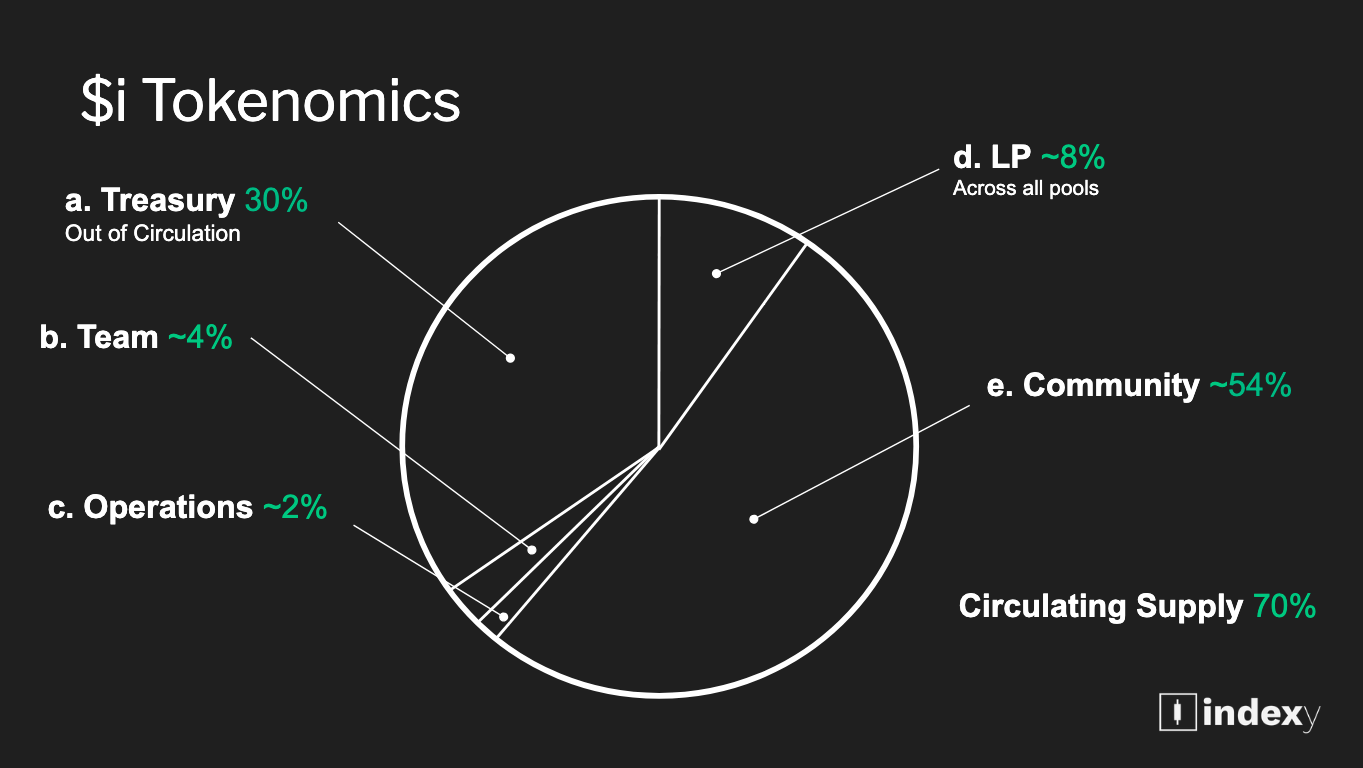 $i Tokenomics
a. Treasury 30%
Out of Circulation
b. Team ~4%
c. Operations ~2%
d. LP ~8%
Across all pools
e. Community ~54%
Circulating Supply 70%
indexy